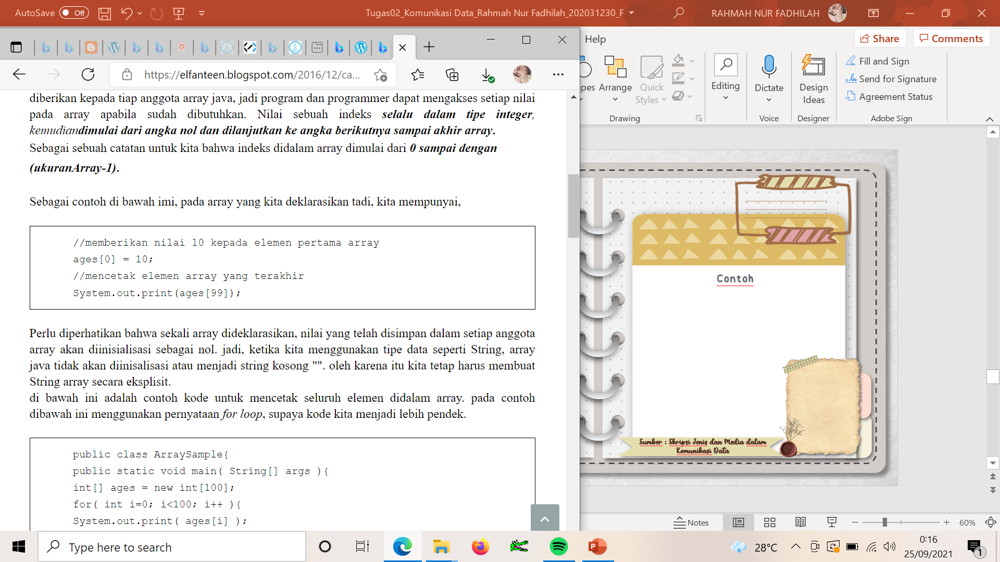 AutoSave Off
Tugas02_Komunikasi Data_Rahmah Nur Fadhilah_202031230_F
RAHMAH NUR FADHILAH
Help
Share
Comments
https://elfanteen.blogspot.com/2016/12/ca...
pes
Arrange
Quick
Styles
Editing
Dictate
Design
Ideas
Fill and Sign
Send for Signature
Agreement Status
Drawing
Voice
Designer
Adobe Sign
diberikan kepada tiap anggota array java, jadi program dan programmer dapat mengakses setiap nilai
pada array apabila sudah dibutuhkan. Nilai sebuah indeks selalu dalam tipe integer,
kemudiandimulai dari angka nol dan dilanjutkan ke angka berikutnya sampai akhir array.
Sebagai sebuah catatan untuk kita bahwa indeks didalam array dimulai dari 0 sampai dengan
(ukuranArray-1).
Sebagai contoh di bawah imi, pada array yang kita deklarasikan tadi, kita mempunyai,
//memberikan nilai 10 kepada elemen pertama array
ages[0] = 10;
//mencetak elemen array yang terakhir
System.out.print(ages[99]);
Perlu diperhatikan bahwa sekali array dideklarasikan, nilai yang telah disimpan dalam setiap anggota
array akan diinisialisasi sebagai nol. jadi, ketika kita menggunakan tipe data seperti String, array
java tidak akan diinisalisasi atau menjadi string kosong "". oleh karena itu kita tetap harus membuat
String array secara eksplisit.
di bawah ini adalah contoh kode untuk mencetak seluruh elemen didalam array. pada contoh
dibawah ini menggunakan pernyataan for loop, supaya kode kita menjadi lebih pendek.
public class ArraySample{
public static void main( String[] args ){
int[] ages = new int[100];
for( int i=0; i<100; i++ ){
System.out.print( ages[i] );
Contoh
Sumber : Skripsi Jenis dan Media dalam
Komunikasi Data
Notes
60%
Type here to search
28°C
0:16
25/09/2021
1